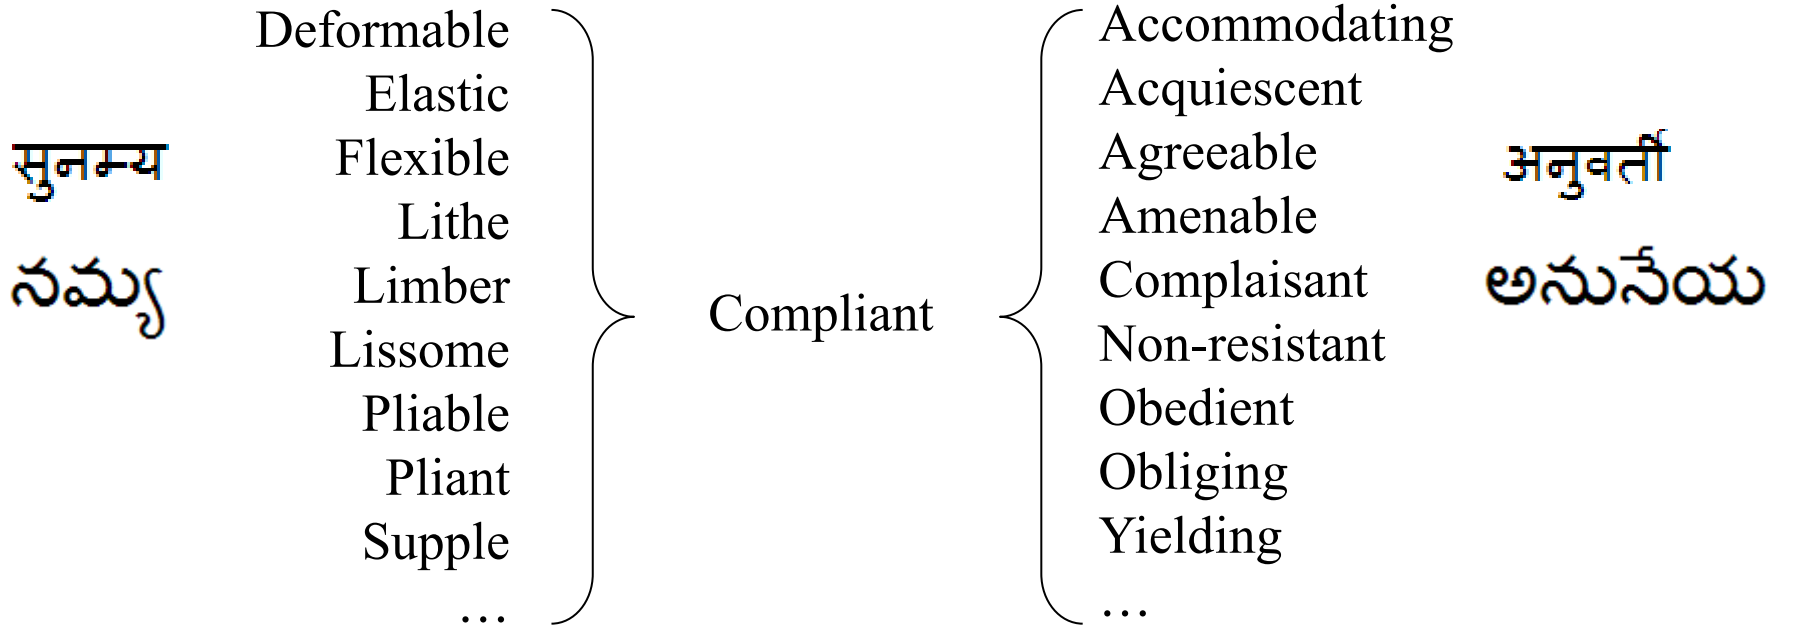 सुनम्य
నమ్య
Deformable
Elastic
Flexible
Lithe
Limber
Lissome
Pliable
Pliant
Supple
…
Compliant
Accommodating
Acquiescent
Agreeable
Amenable
Complaisant
Non-resistant
Obedient
Obliging
Yielding
…
अनुवर्ती
అనునేయ